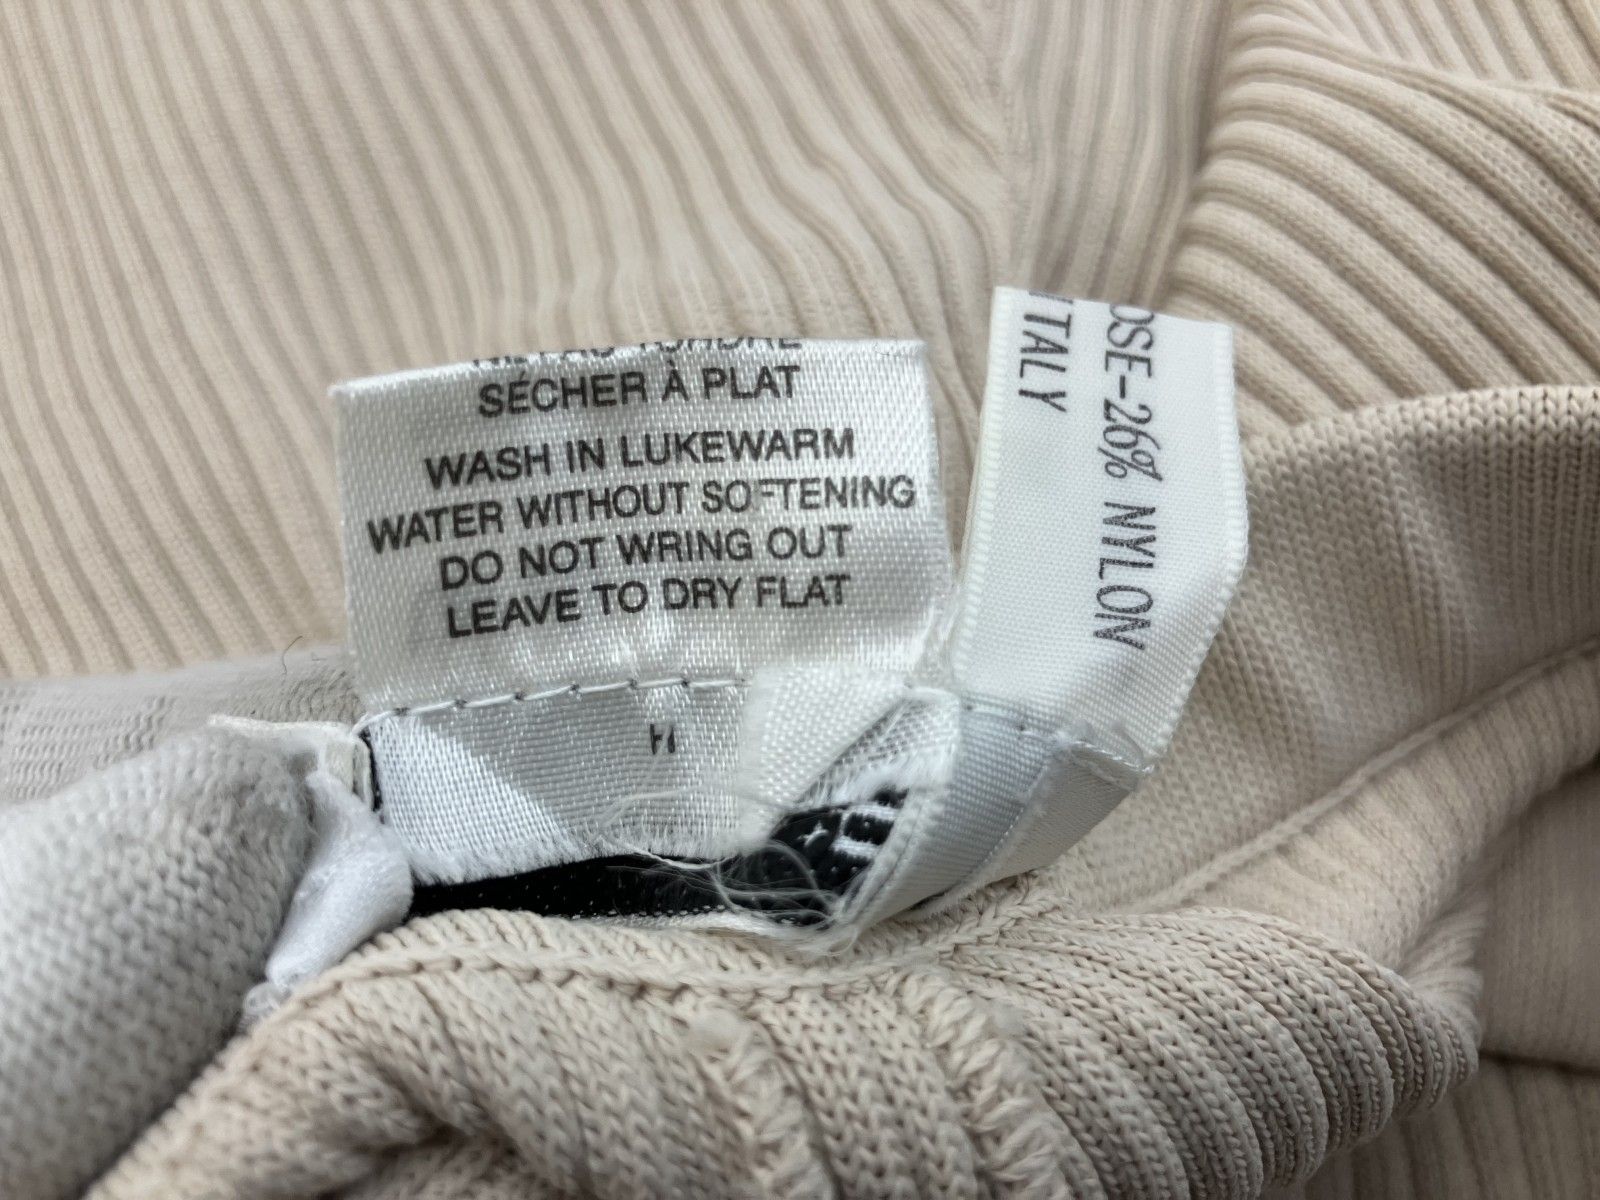 SÉCHER À PLAT
WASH IN LUKEWARM
WATER WITHOUT SOFTENING
DO NOT WRING OUT
LEAVE TO DRY FLAT
OSE-26% NYLON
ITALY